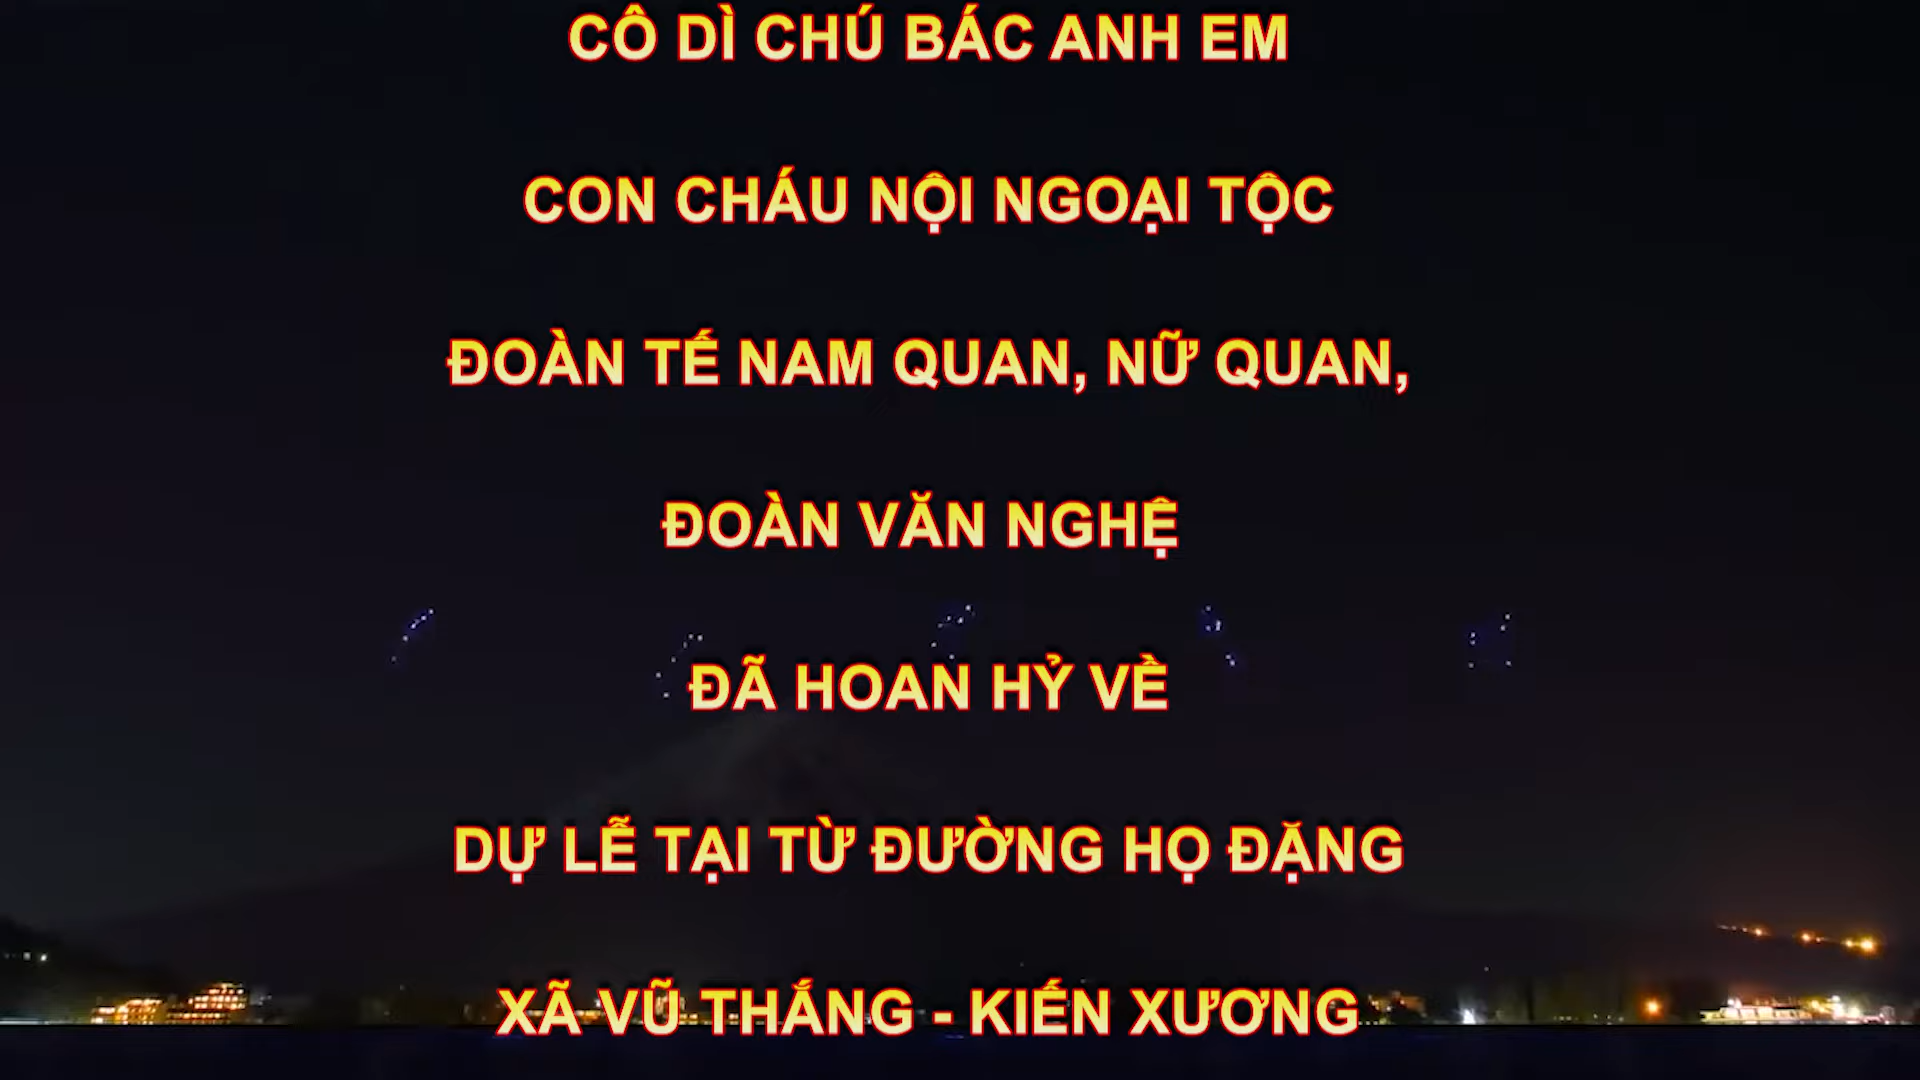 CÔ DÌ CHÚ BÁC ANH EM
CON CHÁU NỘI NGOẠI TỘC
ĐOÀN TẾ NAM QUAN, NỮ QUAN,
ĐOÀN VĂN NGHỆ
ĐÃ HOAN HỶ VỀ
DỰ LỄ TẠI TỪ ĐƯỜNG HỌ ĐẶNG
XÃ VŨ THẮNG - KIẾN XƯƠNG